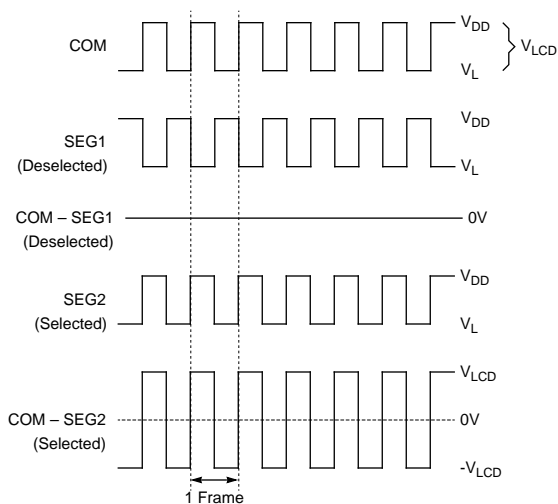 COM
V_DD
V_LCD
V_L
SEG1
(Deselected)
V_DD
V_L
COM – SEG1
(Deselected)
0V
SEG2
(Selected)
V_DD
V_L
COM – SEG2
(Selected)
V_LCD
0V
-V_LCD
1 Frame